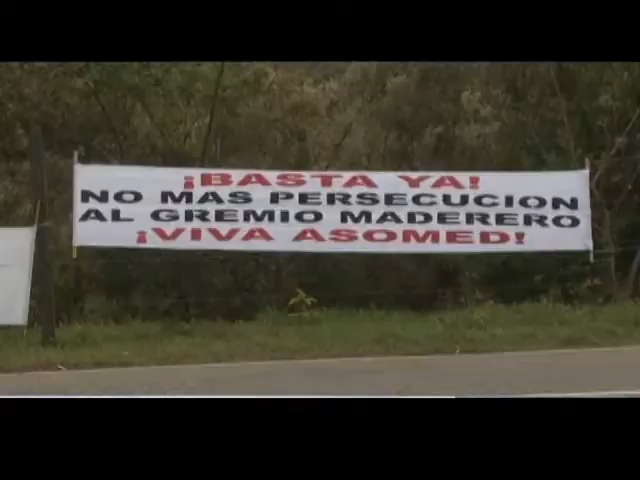 ¡BASTA YA!
NO MAS PERSECUCION
AL GREMIO MADERERO
¡VIVA ASOMED!